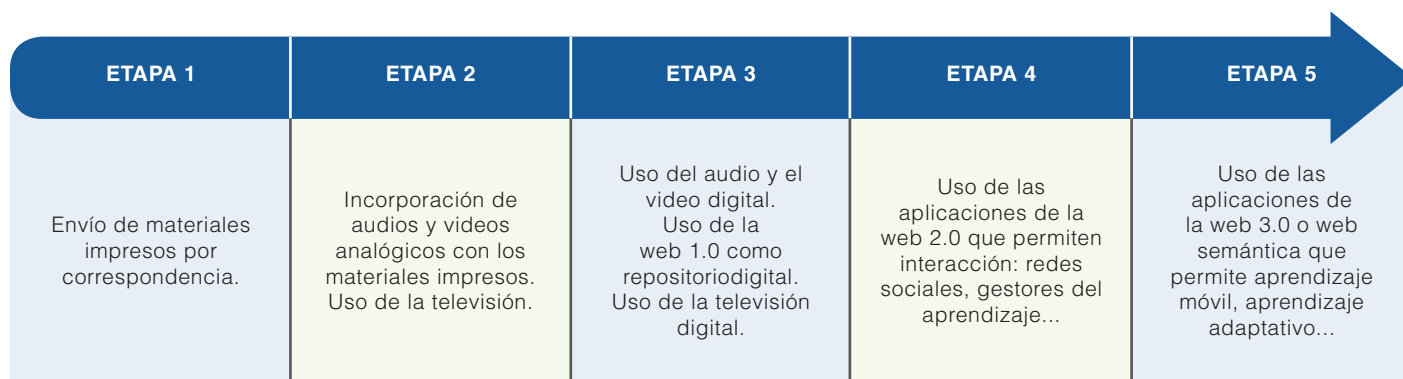 ETAPA 1
ETAPA 2
ETAPA 3
ETAPA 4
ETAPA 5
Envío de materiales
impresos por
correspondencia.
Incorporación de
audios y videos
analógicos con los
materiales impresos.
Uso de la televisión.
Uso del audio y el
video digital.
Uso de la
web 1.0 como
repositoriodigital.
Uso de la televisión
digital.
Uso de las
aplicaciones de la
web 2.0 que permiten
interacción: redes
sociales, gestores del
aprendizaje...
Uso de las
aplicaciones de
la web 3.0 o web
semántica que
permite aprendizaje
móvil, aprendizaje
adaptativo...